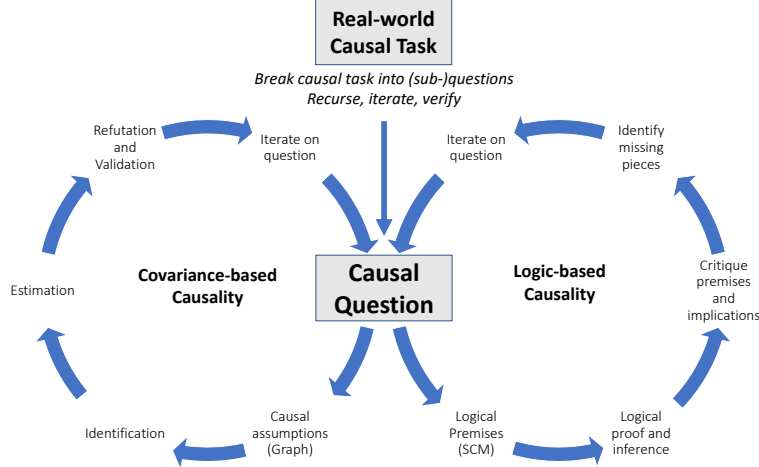 Real-world
Causal Task
Break causal task into (sub-)questions
Recurse, iterate, verify
Refutation
and
Validation
Iterate on
question
Iterate on
question
Identify
missing
pieces
Covariance-based
Causality
Causal
Question
Logic-based
Causality
Estimation
Critique
premises
and
implications
Identification
Causal
assumptions
(Graph)
Logical
Premises
(SCM)
Logical
proof and
inference